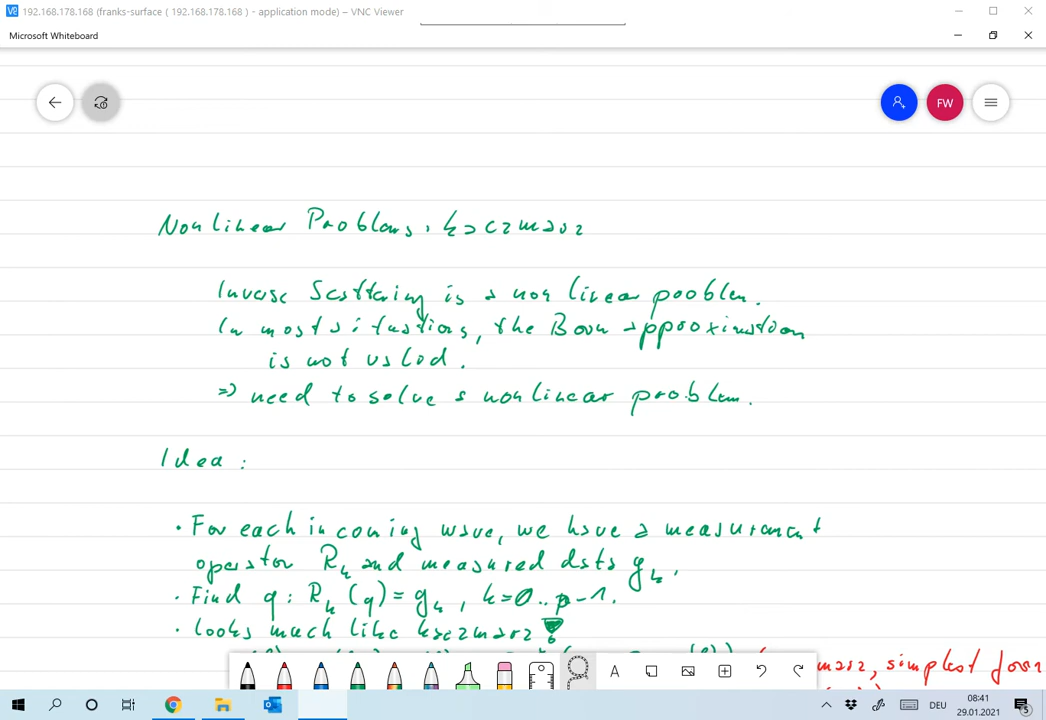 192.168.178.168 (franks-surface ( 192.168.178.168 ) - application mode) – VNC Viewer
Microsoft Whiteboard
FW
Nonlinear Problems: Kaczmarz
Inverse Scattering is a nonlinear problem.
In most situations, the Born approximation
is not valid.
=> need to solve a nonlinear problem.
Idea:
• For each incoming wave, we have a measurement
operator Rₖ and measured data gₖ.
• Find q: Rₖ(q) = gₖ, k=0..p-1.
• looks much like kaczmarz!
simplest form
A
DEU
08:41
29.01.2021
5